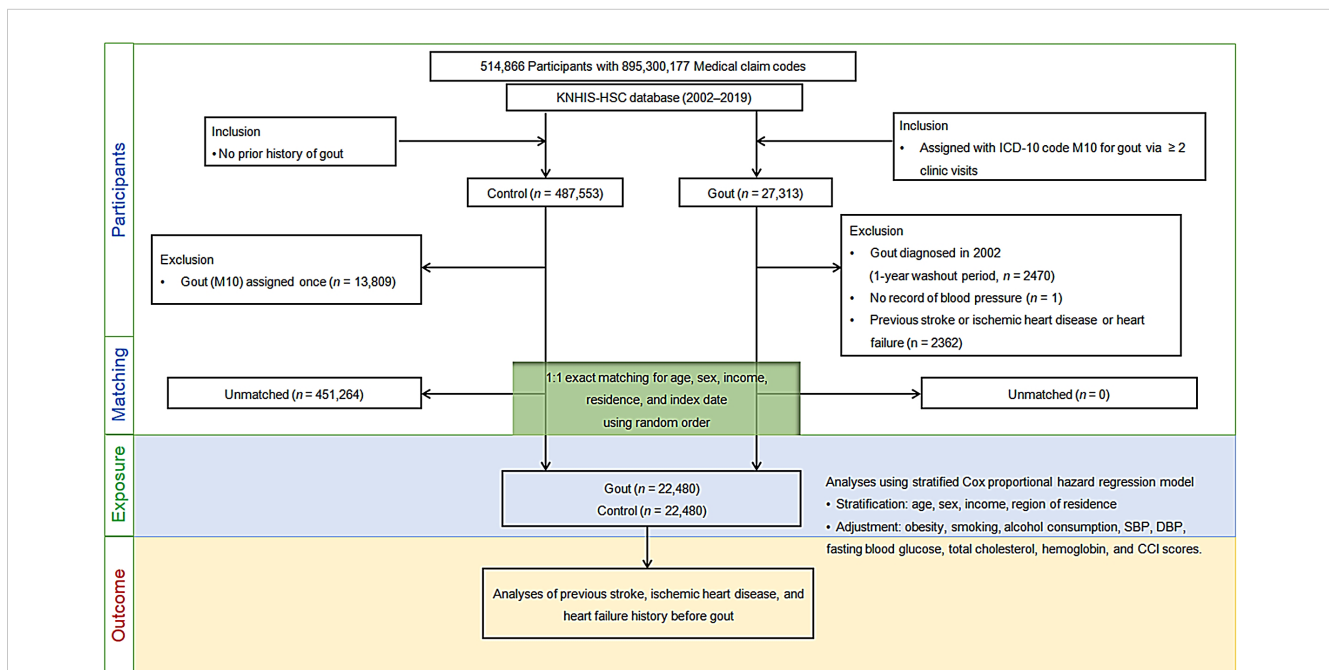 514,866 Participants with 895,300,177 Medical claim codes
KNHIS-HSC database (2002–2019)
Inclusion
• No prior history of gout
Inclusion
• Assigned with ICD-10 code M10 for gout via ≥ 2
clinic visits
Control (n = 487,553)
Gout (n = 27,313)
Participants
Exclusion
• Gout (M10) assigned once (n = 13,809)
Exclusion
• Gout diagnosed in 2002
(1-year washout period, n = 2470)
• No record of blood pressure (n = 1)
• Previous stroke or ischemic heart disease or heart
failure (n = 2362)
Matching
Unmatched (n = 451,264)
1:1 exact matching for age, sex, income,
residence, and index date
using random order
Unmatched (n = 0)
Exposure
Gout (n = 22,480)
Control (n = 22,480)
Analyses using stratified Cox proportional hazard regression model
• Stratification: age, sex, income, region of residence
• Adjustment: obesity, smoking, alcohol consumption, SBP, DBP,
fasting blood glucose, total cholesterol, hemoglobin, and CCI scores.
Outcome
Analyses of previous stroke, ischemic heart disease, and
heart failure history before gout